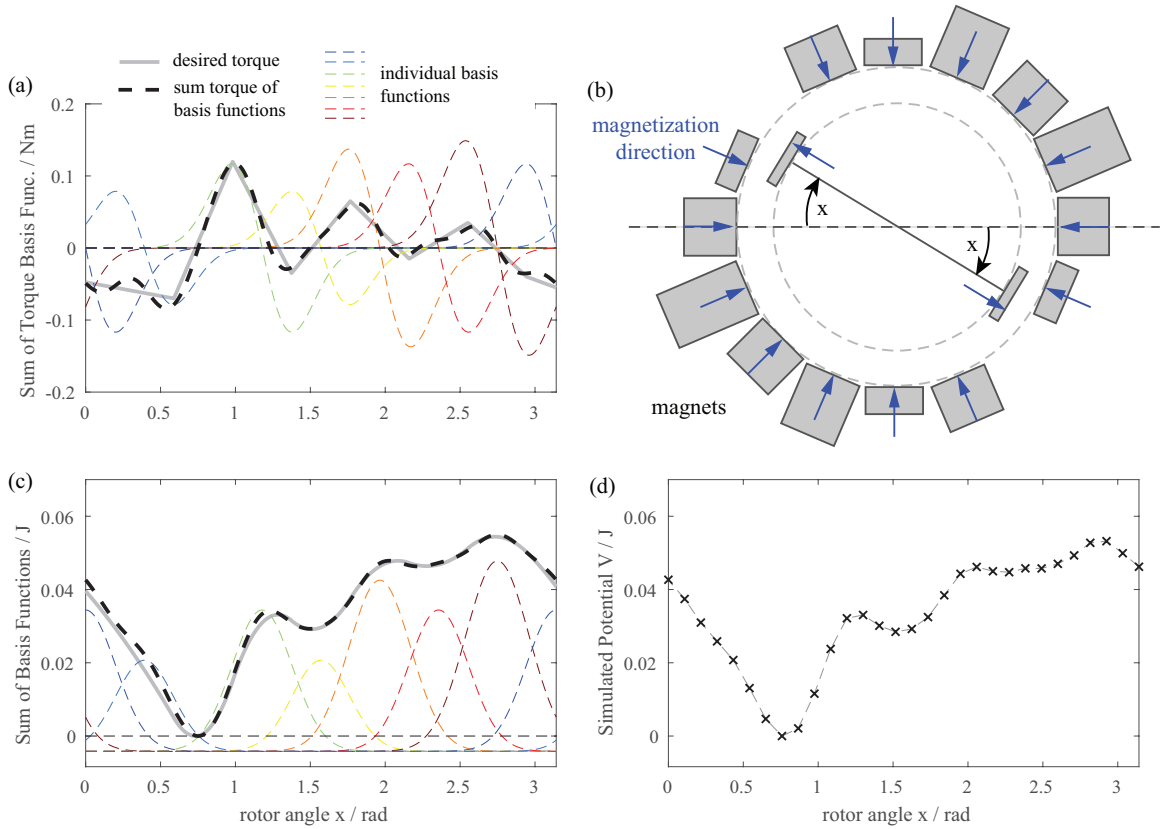 (a)
desired torque
sum torque of
basis functions
individual basis
functions
Sum of Torque Basis Func. / Nm
0.2
0.1
0
-0.1
-0.2
0
0.5
1
1.5
2
2.5
3
(b)
magnetization
direction
x
x
magnets
(c)
Sum of Basis Functions / J
0.06
0.04
0.02
0
0
0.5
1
1.5
2
2.5
3
rotor angle x / rad
(d)
Simulated Potential V / J
0.06
0.04
0.02
0
0
0.5
1
1.5
2
2.5
3
rotor angle x / rad